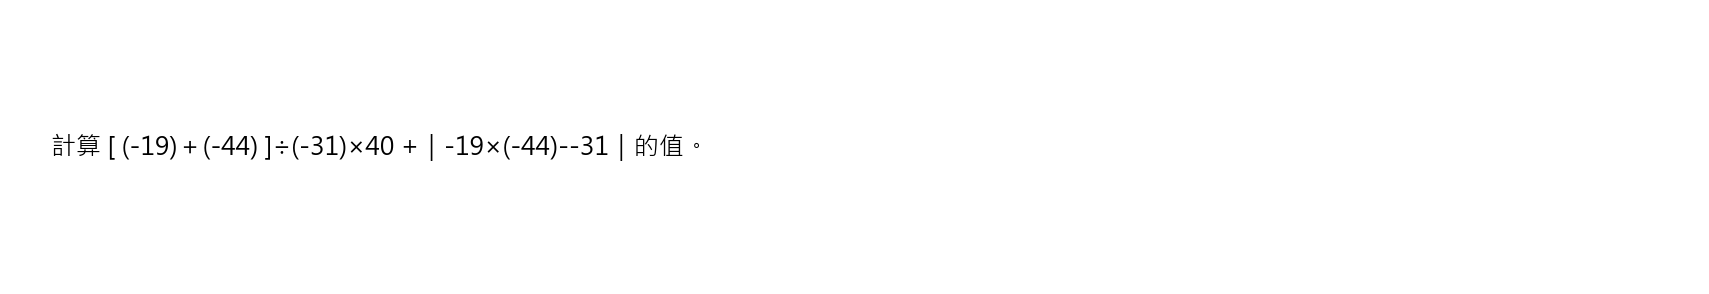 計算 [ (-19) + (-44) ]÷(-31)×40 + | -19×(-44)--31 | 的值。